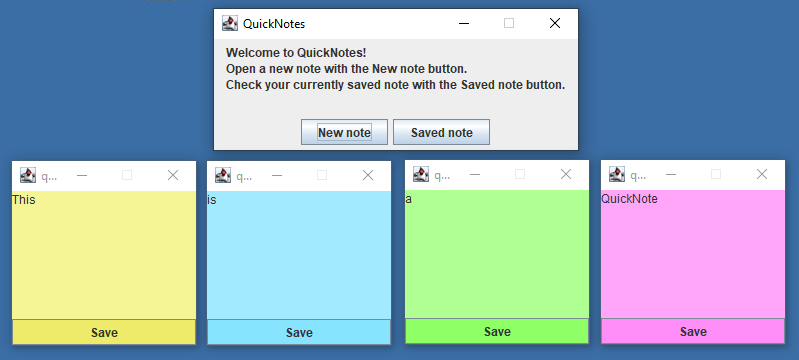 QuickNotes
Welcome to QuickNotes!
Open a new note with the New note button.
Check your currently saved note with the Saved note button.
New note Saved note
q... q... q... q...
This is a QuickNote
Save Save Save Save